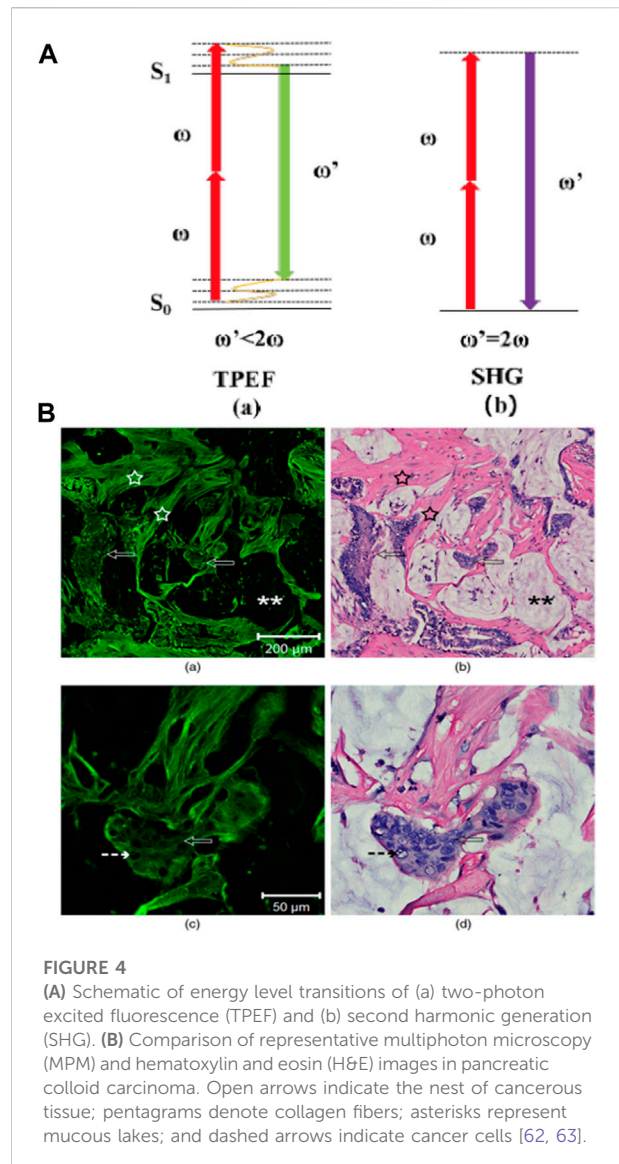 A
S₁
ω
ω
ω'
S₀
ω'<2ω
TPEF
(a)
ω
ω
ω'
ω'=2ω
SHG
(b)
B
**
200 μm
(a)
**
(b)
50 μm
(c)
(d)
FIGURE 4
(A) Schematic of energy level transitions of (a) two-photon
excited fluorescence (TPEF) and (b) second harmonic generation
(SHG). (B) Comparison of representative multiphoton microscopy
(MPM) and hematoxylin and eosin (H&E) images in pancreatic
colloid carcinoma. Open arrows indicate the nest of cancerous
tissue; pentagrams denote collagen fibers; asterisks represent
mucous lakes; and dashed arrows indicate cancer cells [62, 63].